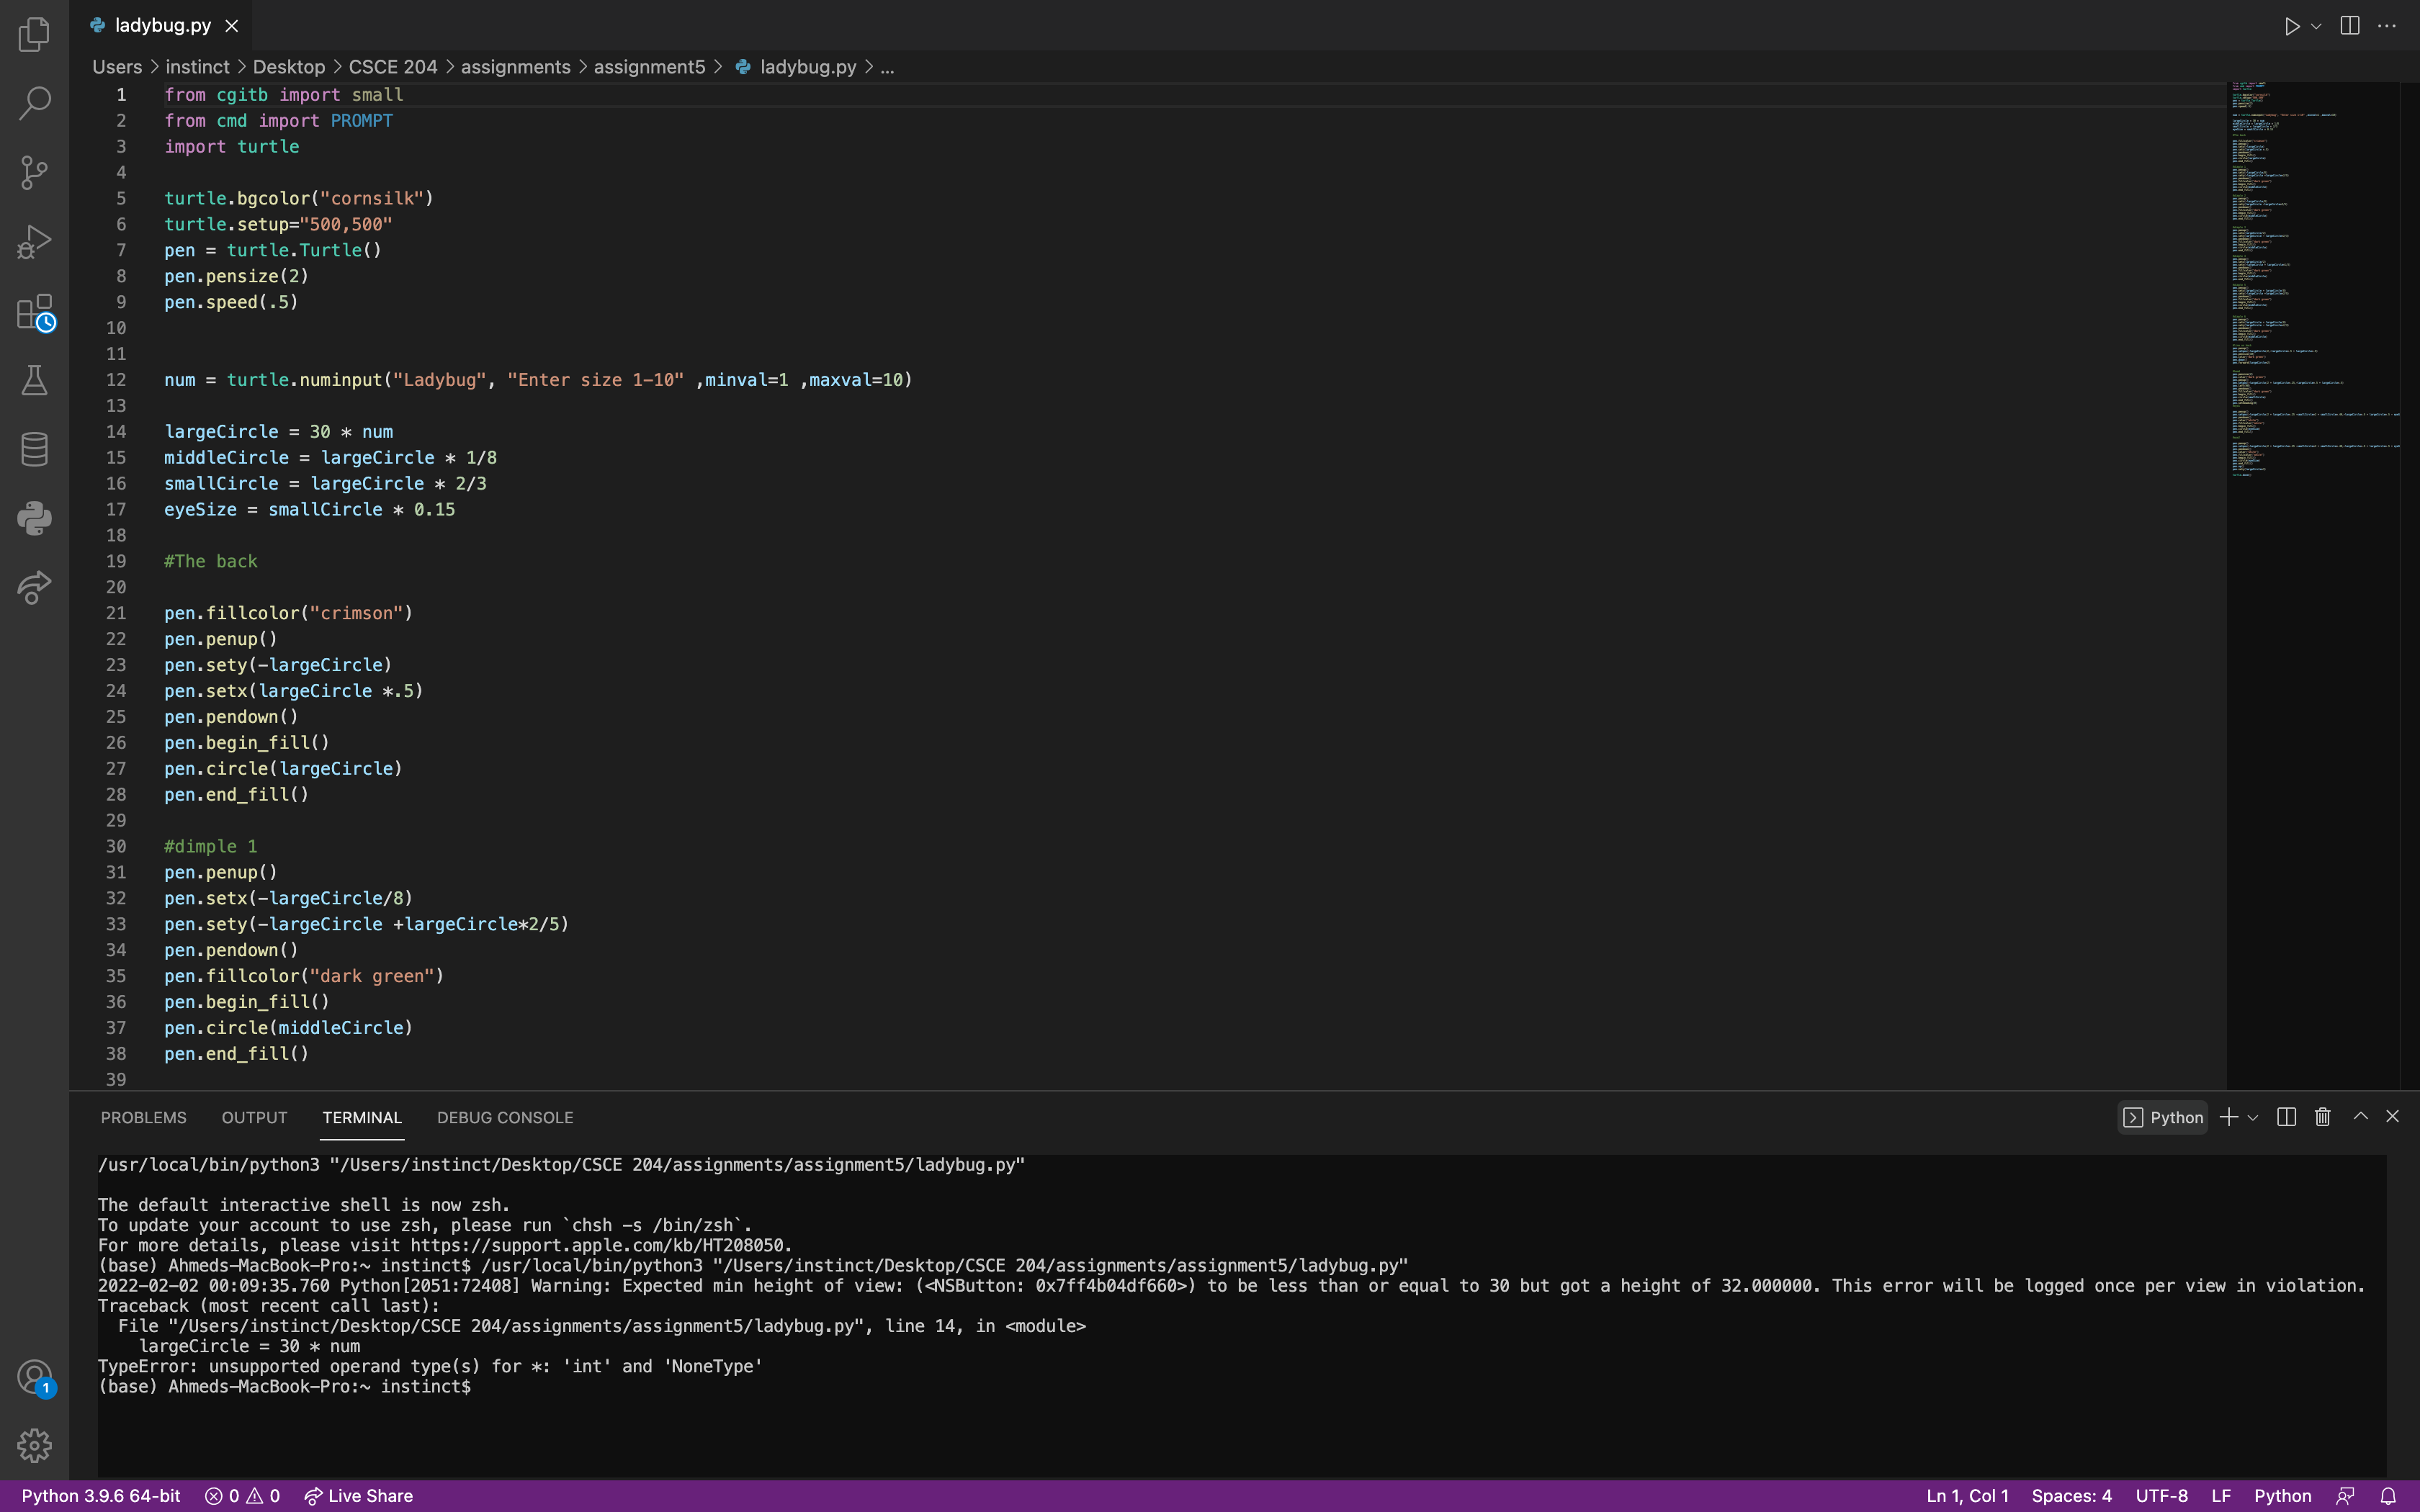 ladybug.py
Users > instinct > Desktop > CSCE 204 > assignments > assignment5 > ladybug.py > ...
1 from cgitb import small
2 from cmd import PROMPT
3 import turtle
4
5 turtle.bgcolor("cornsilk")
6 turtle.setup="500,500"
7 pen = turtle.Turtle()
8 pen.pensize(2)
9 pen.speed(.5)
10
11
12 num = turtle.numinput("Ladybug", "Enter size 1-10" ,minval=1 ,maxval=10)
13
14 largeCircle = 30 * num
15 middleCircle = largeCircle * 1/8
16 smallCircle = largeCircle * 2/3
17 eyeSize = smallCircle * 0.15
18
19 #The back
20
21 pen.fillcolor("crimson")
22 pen.penup()
23 pen.sety(-largeCircle)
24 pen.setx(largeCircle *.5)
25 pen.pendown()
26 pen.begin_fill()
27 pen.circle(largeCircle)
28 pen.end_fill()
29
30 #dimple 1
31 pen.penup()
32 pen.setx(-largeCircle/8)
33 pen.sety(-largeCircle +largeCircle*2/5)
34 pen.pendown()
35 pen.fillcolor("dark green")
36 pen.begin_fill()
37 pen.circle(middleCircle)
38 pen.end_fill()
39
PROBLEMS OUTPUT TERMINAL DEBUG CONSOLE Python
/usr/local/bin/python3 "/Users/instinct/Desktop/CSCE 204/assignments/assignment5/ladybug.py"
The default interactive shell is now zsh.
To update your account to use zsh, please run `chsh -s /bin/zsh`.
For more details, please visit https://support.apple.com/kb/HT208050.
(base) Ahmeds-MacBook-Pro:~ instinct$ /usr/local/bin/python3 "/Users/instinct/Desktop/CSCE 204/assignments/assignment5/ladybug.py"
2022-02-02 00:09:35.760 Python[2051:72408] Warning: Expected min height of view: (<NSButton: 0x7ff4b04df660>) to be less than or equal to 30 but got a height of 32.000000. This error will be logged once per view in violation.
Traceback (most recent call last):
File "/Users/instinct/Desktop/CSCE 204/assignments/assignment5/ladybug.py", line 14, in <module>
largeCircle = 30 * num
TypeError: unsupported operand type(s) for *: 'int' and 'NoneType'
(base) Ahmeds-MacBook-Pro:~ instinct$
1
Python 3.9.6 64-bit 0 0 Live Share Ln 1, Col 1 Spaces: 4 UTF-8 LF Python